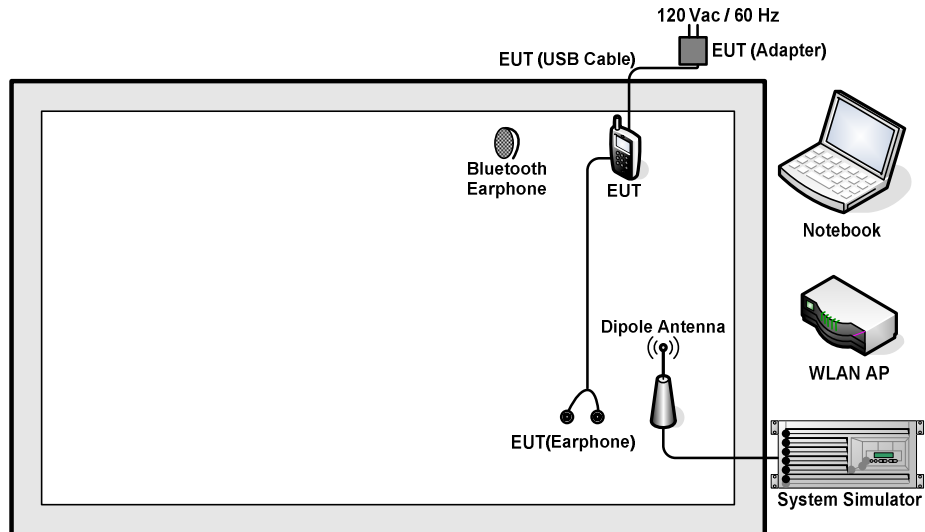 120 Vac / 60 Hz
EUT (USB Cable)
EUT (Adapter)
Bluetooth
Earphone
EUT
Notebook
Dipole Antenna
WLAN AP
EUT(Earphone)
System Simulator